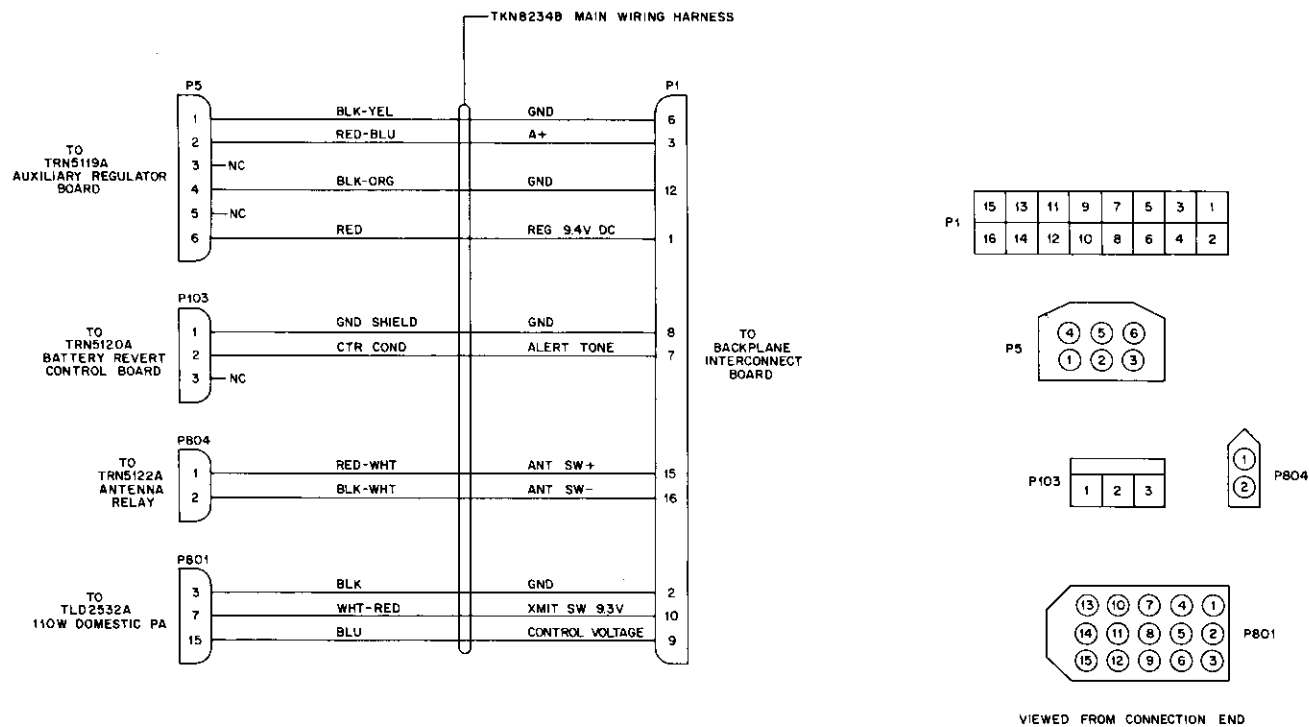 TKN8234B MAIN WIRING HARNESS
P5
P1
1 BLK-YEL GND 6
2 RED-BLU A+ 3
3 NC
4 BLK-ORG GND 12
5 NC
6 RED REG 9.4V DC 1
TO
TRN5119A
AUXILIARY REGULATOR
BOARD
P103
1 GND SHIELD GND 8
2 CTR COND ALERT TONE 7
3 NC
TO
TRN5120A
BATTERY REVERT
CONTROL BOARD
TO
BACKPLANE
INTERCONNECT
BOARD
P804
1 RED-WHT ANT SW+ 15
2 BLK-WHT ANT SW- 16
TO
TRN5122A
ANTENNA
RELAY
P801
3 BLK GND 2
7 WHT-RED XMIT SW 9.3V 10
15 BLU CONTROL VOLTAGE 9
TO
TLD2532A
110W DOMESTIC PA
P1
15 13 11 9 7 5 3 1
16 14 12 10 8 6 4 2
P5
4 5 6
1 2 3
P103
1 2 3
P804
1
2
P801
13 10 7 4 1
14 11 8 5 2
15 12 9 6 3
VIEWED FROM CONNECTION END